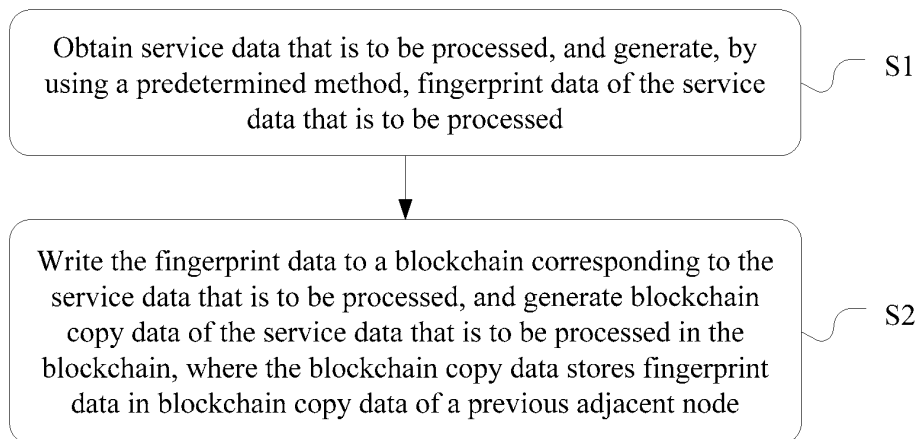 Obtain service data that is to be processed, and generate, by
using a predetermined method, fingerprint data of the service
data that is to be processed
S1
Write the fingerprint data to a blockchain corresponding to the
service data that is to be processed, and generate blockchain
copy data of the service data that is to be processed in the
blockchain, where the blockchain copy data stores fingerprint
data in blockchain copy data of a previous adjacent node
S2